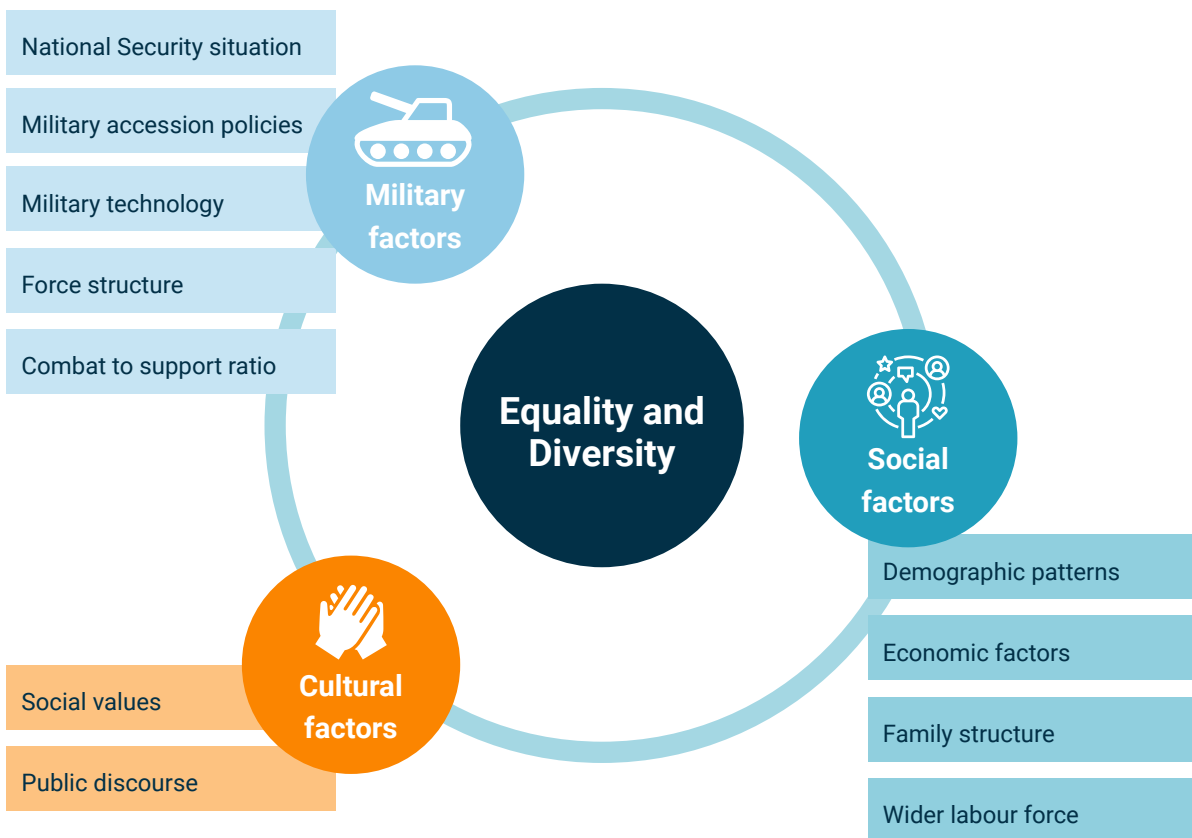 National Security situation
Military accession policies
Military technology
Force structure
Combat to support ratio
Military
factors
Equality and
Diversity
Social
factors
Demographic patterns
Economic factors
Family structure
Wider labour force
Cultural
factors
Social values
Public discourse